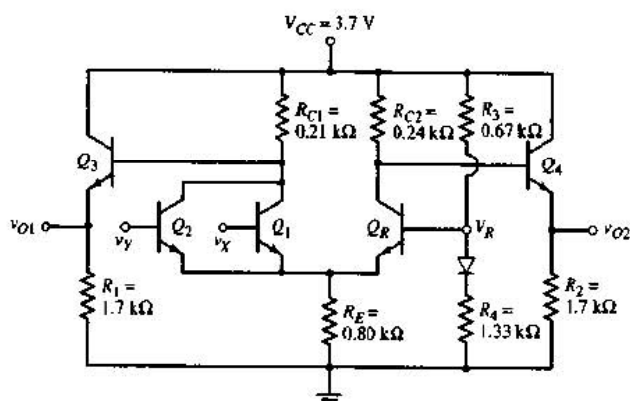 V_CC = 3.7 V
R_C1 =
0.21 kΩ
R_C2 =
0.24 kΩ
R_3 =
0.67 kΩ
Q_3
Q_4
v_O1
v_Y
Q_2
v_X
Q_1
Q_R
V_R
v_O2
R_1 =
1.7 kΩ
R_E =
0.80 kΩ
R_4 =
1.33 kΩ
R_2 =
1.7 kΩ